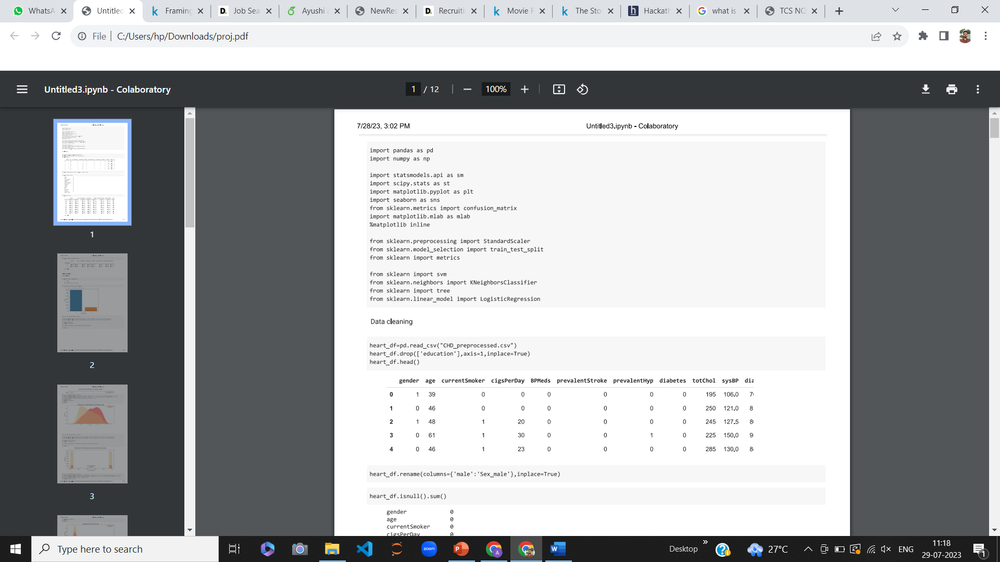 WhatsA
Untitled
Framing
Job Sea
Ayushi
NewRes
Recruiti
Movie R
The Sto
Hackath
what is
TCS NQ
File
C:/Users/hp/Downloads/proj.pdf
Untitled3.ipynb - Colaboratory
1 / 12
100%
1
2
3
7/28/23, 3:02 PM
Untitled3.ipynb - Colaboratory
import pandas as pd
import numpy as np
import statsmodels.api as sm
import scipy.stats as st
import matplotlib.pyplot as plt
import seaborn as sns
from sklearn.metrics import confusion_matrix
import matplotlib.mlab as mlab
%matplotlib inline
from sklearn.preprocessing import StandardScaler
from sklearn.model_selection import train_test_split
from sklearn import metrics
from sklearn import svm
from sklearn.neighbors import KNeighborsClassifier
from sklearn import tree
from sklearn.linear_model import LogisticRegression
Data cleaning
heart_df=pd.read_csv("CHD_preprocessed.csv")
heart_df.drop(['education'],axis=1,inplace=True)
heart_df.head()
gender age currentSmoker cigsPerDay BPMeds prevalentStroke prevalentHyp diabetes totChol sysBP dia
0 1 39 0 0 0 0 0 0 195 106.0 7
1 0 46 0 0 0 0 0 0 250 121.0 8
2 1 48 1 20 0 0 0 0 245 127.5 8
3 0 61 1 30 0 0 1 0 225 150.0 9
4 0 46 1 23 0 0 0 0 285 130.0 8
heart_df.rename(columns={'male':'Sex_male'},inplace=True)
heart_df.isnull().sum()
gender 0
age 0
currentSmoker 0
cigsPerDay 0
Type here to search
zoom
Desktop
27°C
ENG
11:18
29-07-2023
1